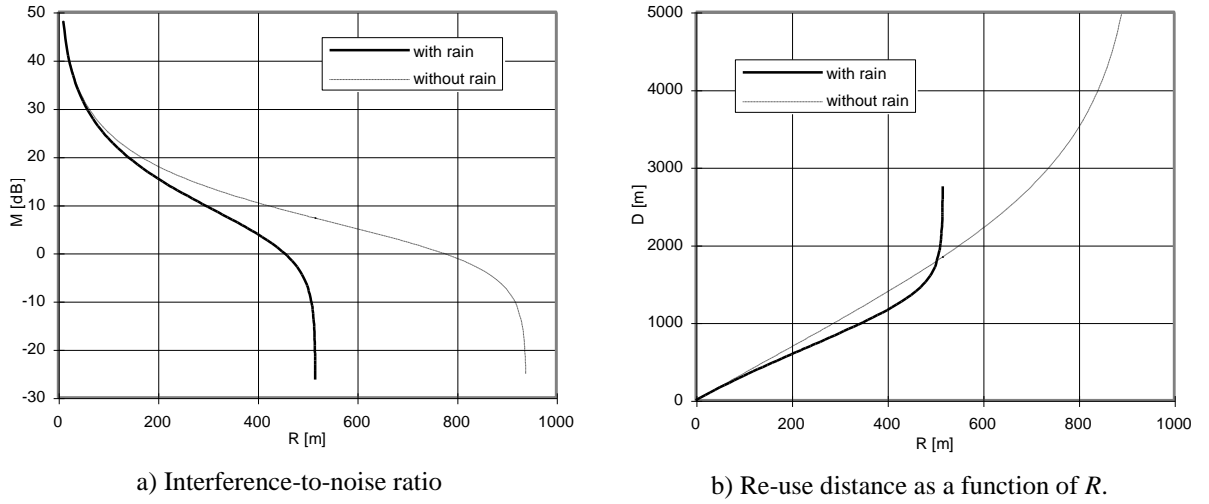 50
40
30
20
10
0
-10
-20
-30
M [dB]
with rain
without rain
0 200 400 600 800 1000
R [m]
a) Interference-to-noise ratio
5000
4000
3000
2000
1000
0
D [m]
with rain
without rain
0 200 400 600 800 1000
R [m]
b) Re-use distance as a function of R.